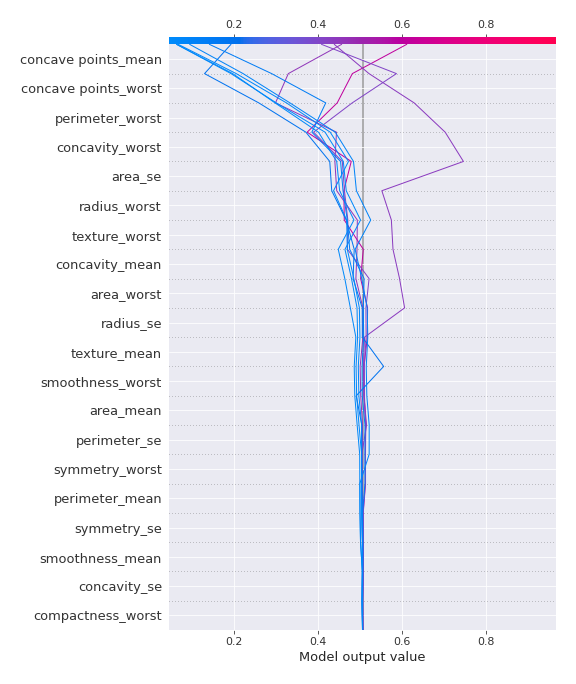 0.2 0.4 0.6 0.8
concave points_mean
concave points_worst
perimeter_worst
concavity_worst
area_se
radius_worst
texture_worst
concavity_mean
area_worst
radius_se
texture_mean
smoothness_worst
area_mean
perimeter_se
symmetry_worst
perimeter_mean
symmetry_se
smoothness_mean
concavity_se
compactness_worst
0.2 0.4 0.6 0.8
Model output value